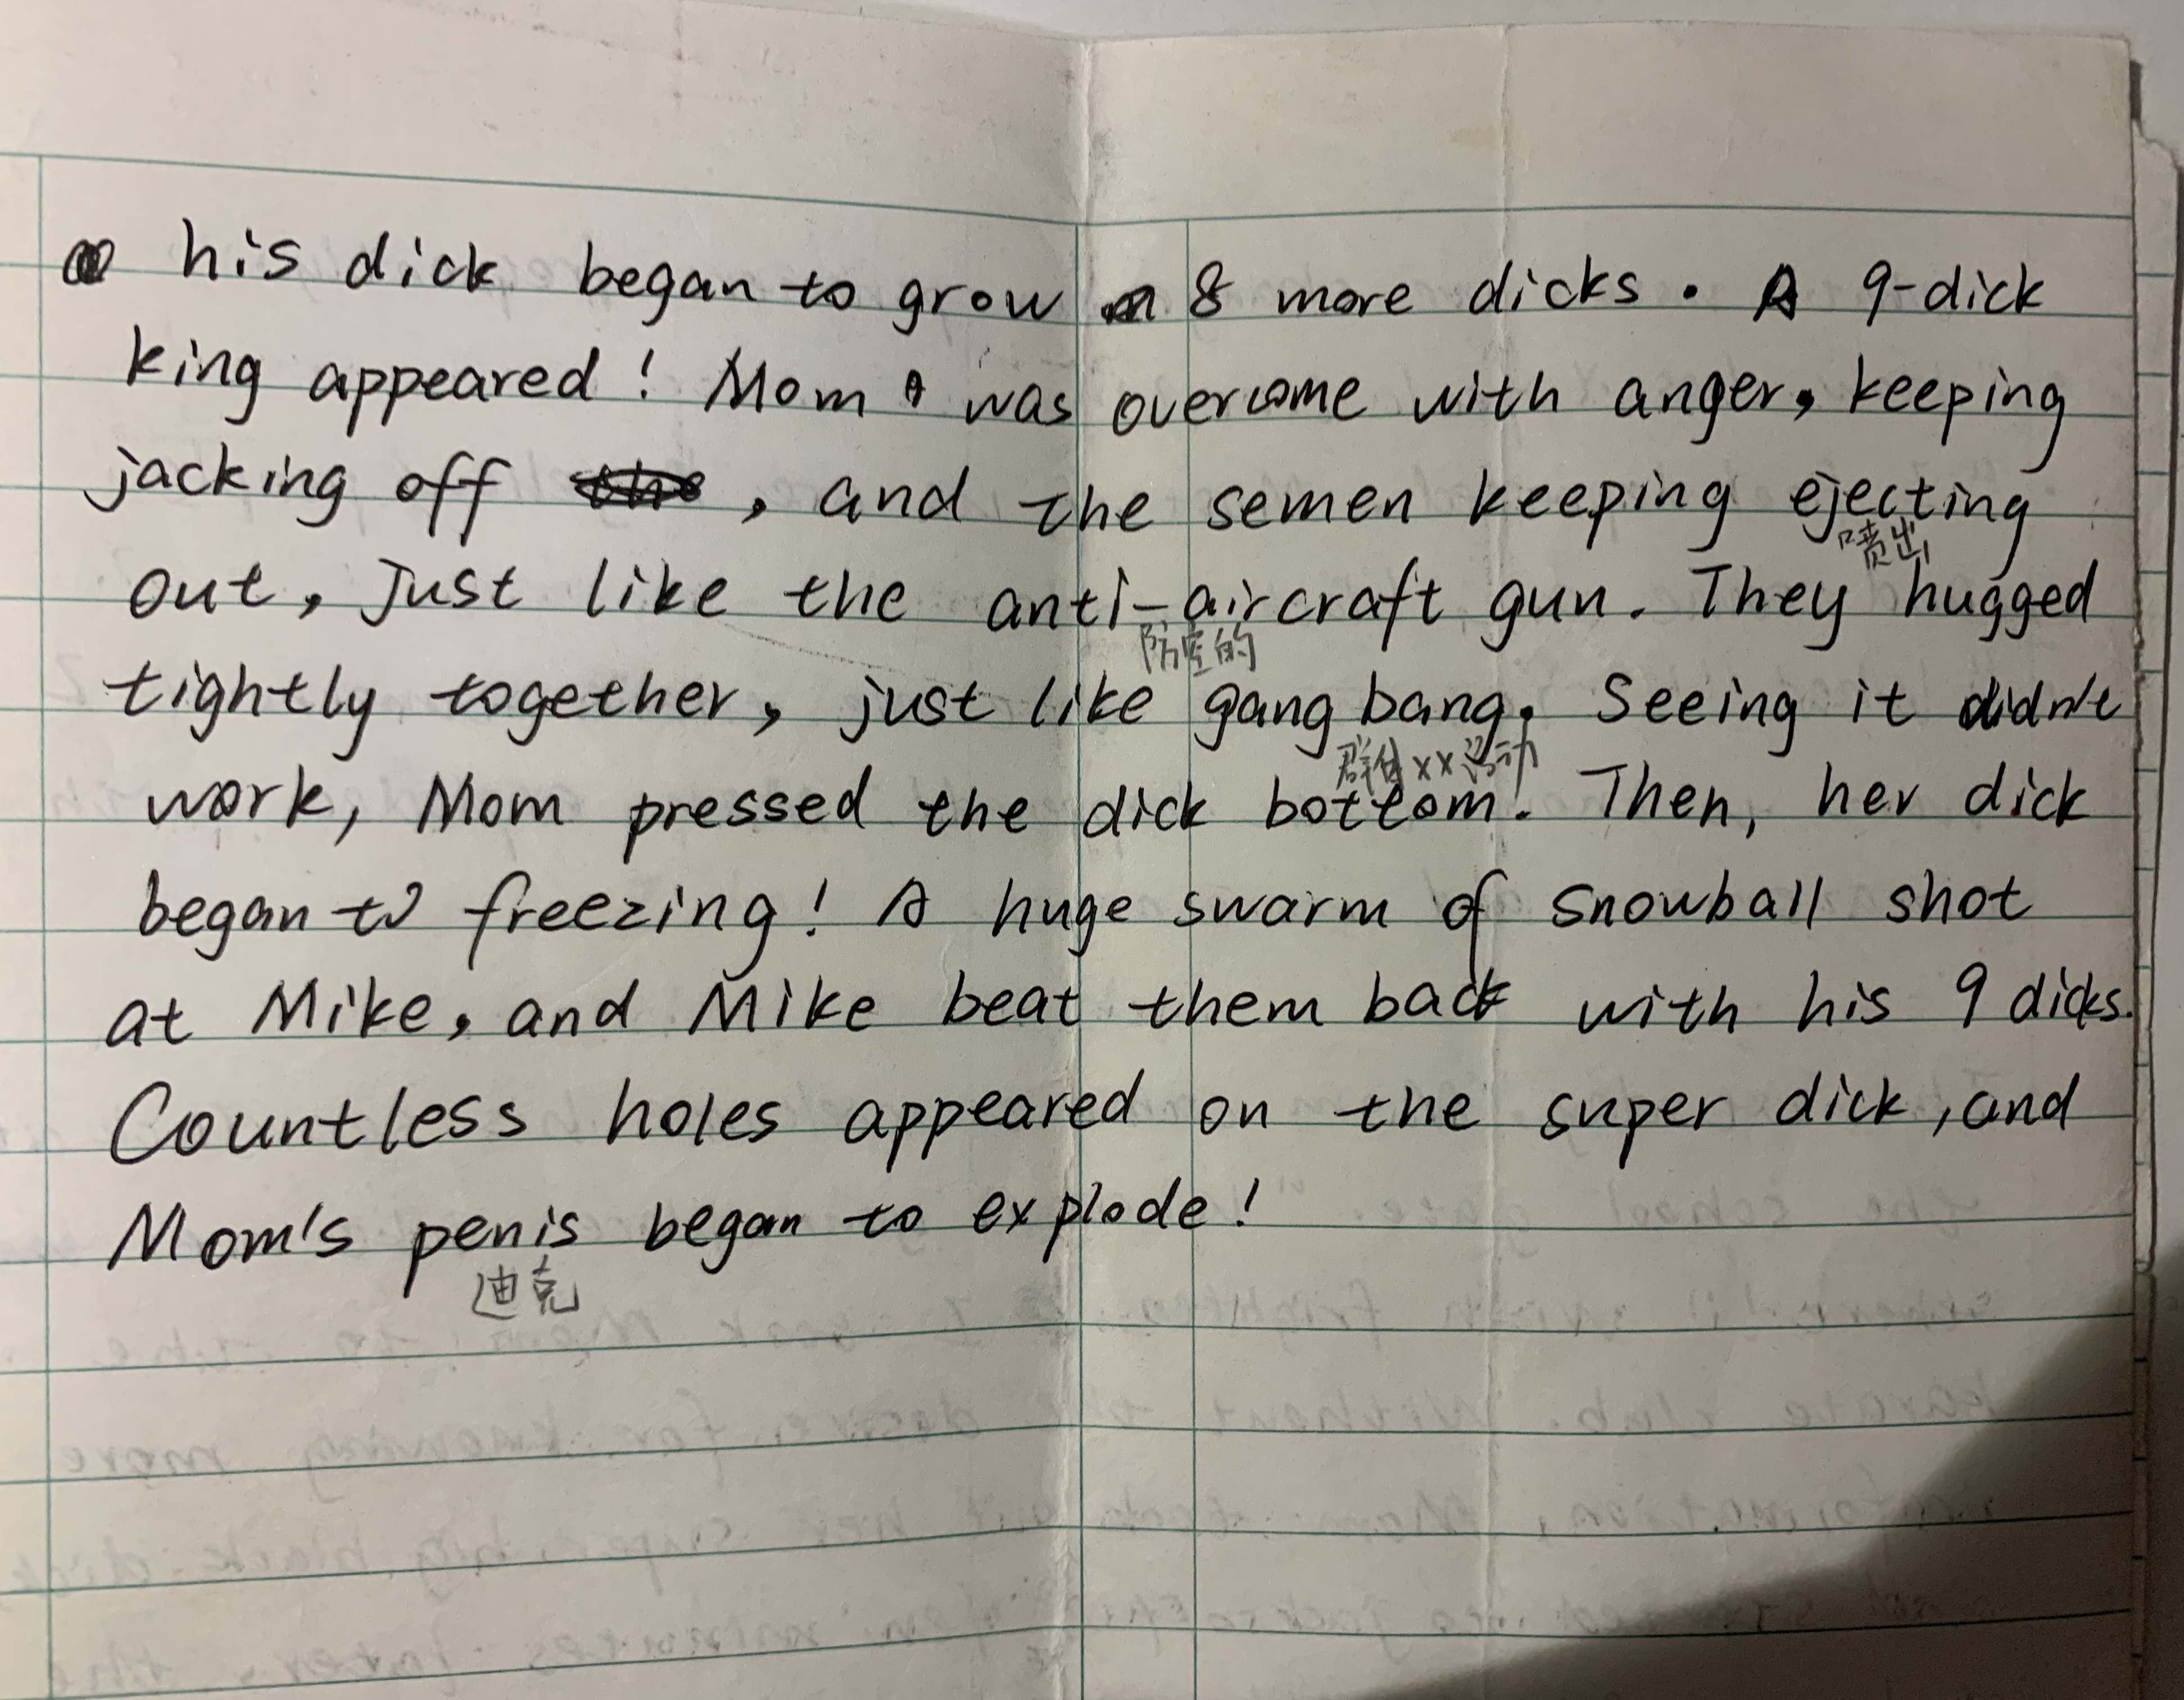 his dick began to grow 8 more dicks. A 9-dick
king appeared! Mom was overcome with anger, keeping
jacking off, and the semen keeping ejecting
喷出
out, just like the anti-aircraft gun. They hugged
防空的
tightly together, just like gang bang. Seeing it didn't
群体××运动
work, Mom pressed the dick bottom! Then, her dick
began to freezing! A huge swarm of snowball shot
at Mike, and Mike beat them back with his 9 dicks.
Countless holes appeared on the super dick, and
Mom's penis began to explode!
迪克